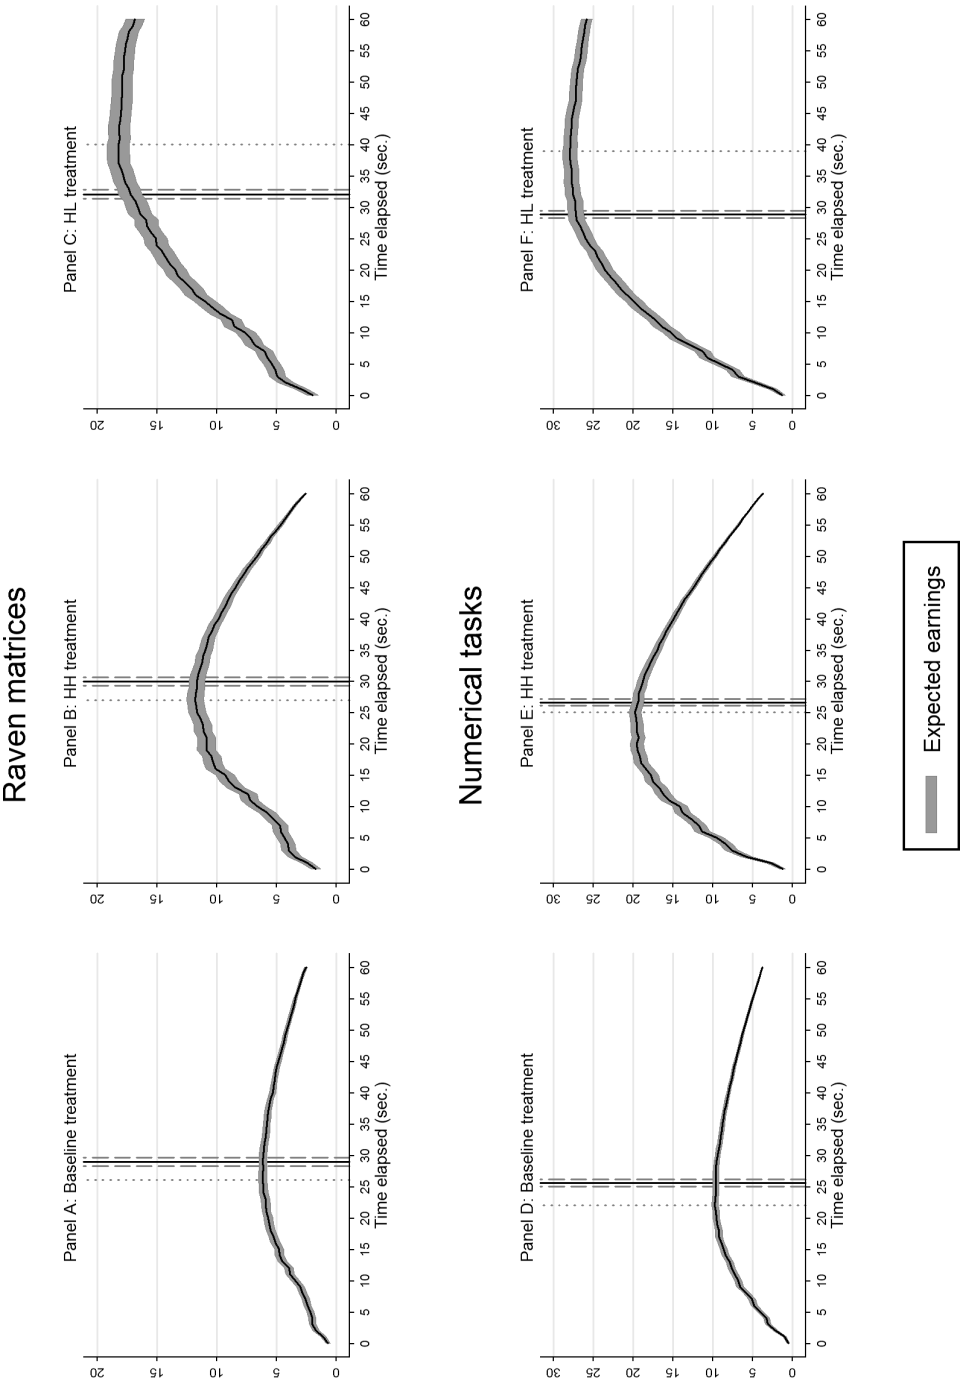 Raven matrices
Panel A: Baseline treatment
20
15
10
5
0
0 5 10 15 20 25 30 35 40 45 50 55 60
Time elapsed (sec.)
Panel B: HH treatment
20
15
10
5
0
0 5 10 15 20 25 30 35 40 45 50 55 60
Time elapsed (sec.)
Panel C: HL treatment
20
15
10
5
0
0 5 10 15 20 25 30 35 40 45 50 55 60
Time elapsed (sec.)
Numerical tasks
Panel D: Baseline treatment
30
25
20
15
10
5
0
0 5 10 15 20 25 30 35 40 45 50 55 60
Time elapsed (sec.)
Panel E: HH treatment
30
25
20
15
10
5
0
0 5 10 15 20 25 30 35 40 45 50 55 60
Time elapsed (sec.)
Panel F: HL treatment
30
25
20
15
10
5
0
0 5 10 15 20 25 30 35 40 45 50 55 60
Time elapsed (sec.)
Expected earnings